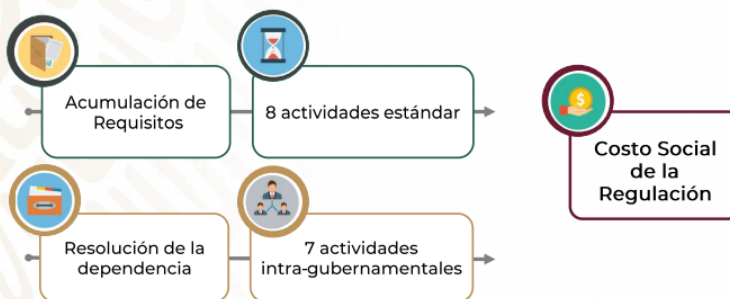 Acumulación de
Requisitos
8 actividades estándar
Costo Social
de la
Regulación
Resolución de la
dependencia
7 actividades
intra-gubernamentales